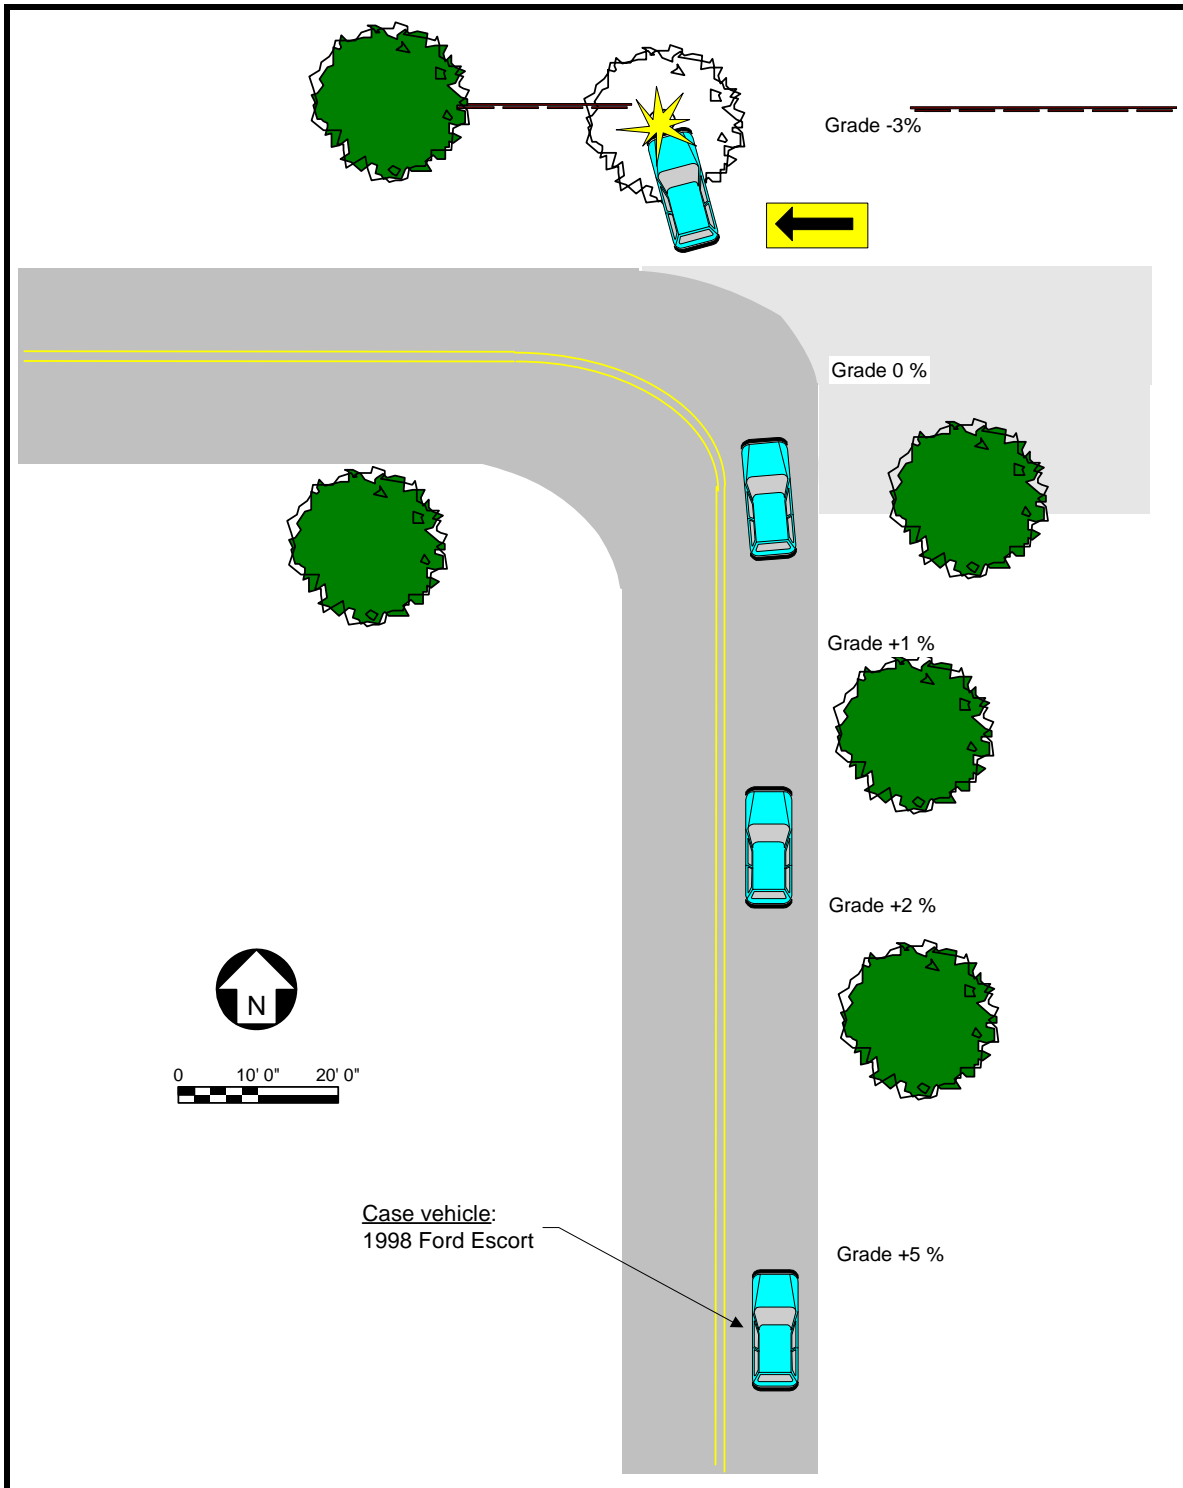 Grade -3%
Grade 0 %
Grade +1 %
Grade +2 %
N
0 10' 0" 20' 0"
Case vehicle:
1998 Ford Escort
Grade +5 %